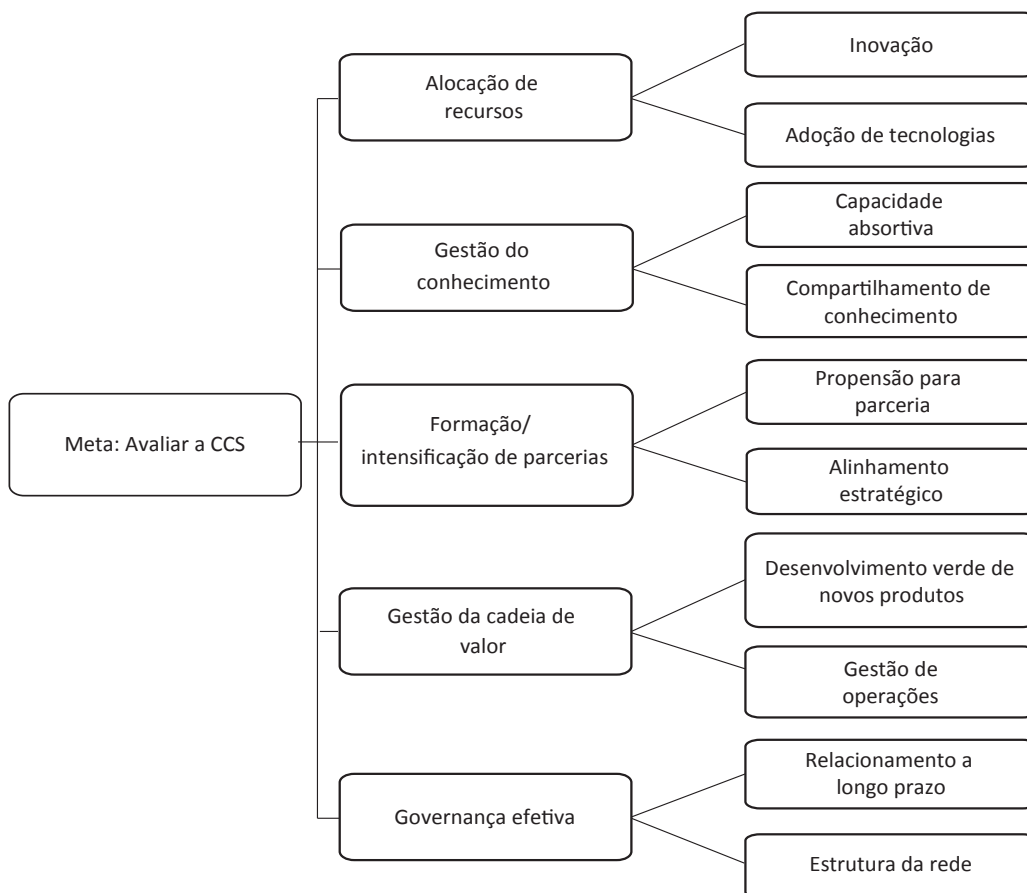 Meta: Avaliar a CCS
Alocação de
recursos
Inovação
Adoção de tecnologias
Gestão do
conhecimento
Capacidade
absortiva
Compartilhamento de
conhecimento
Formação/
intensificação de parcerias
Propensão para
parceria
Alinhamento
estratégico
Gestão da cadeia de
valor
Desenvolvimento verde de
novos produtos
Gestão de
operações
Governança efetiva
Relacionamento a
longo prazo
Estrutura da rede